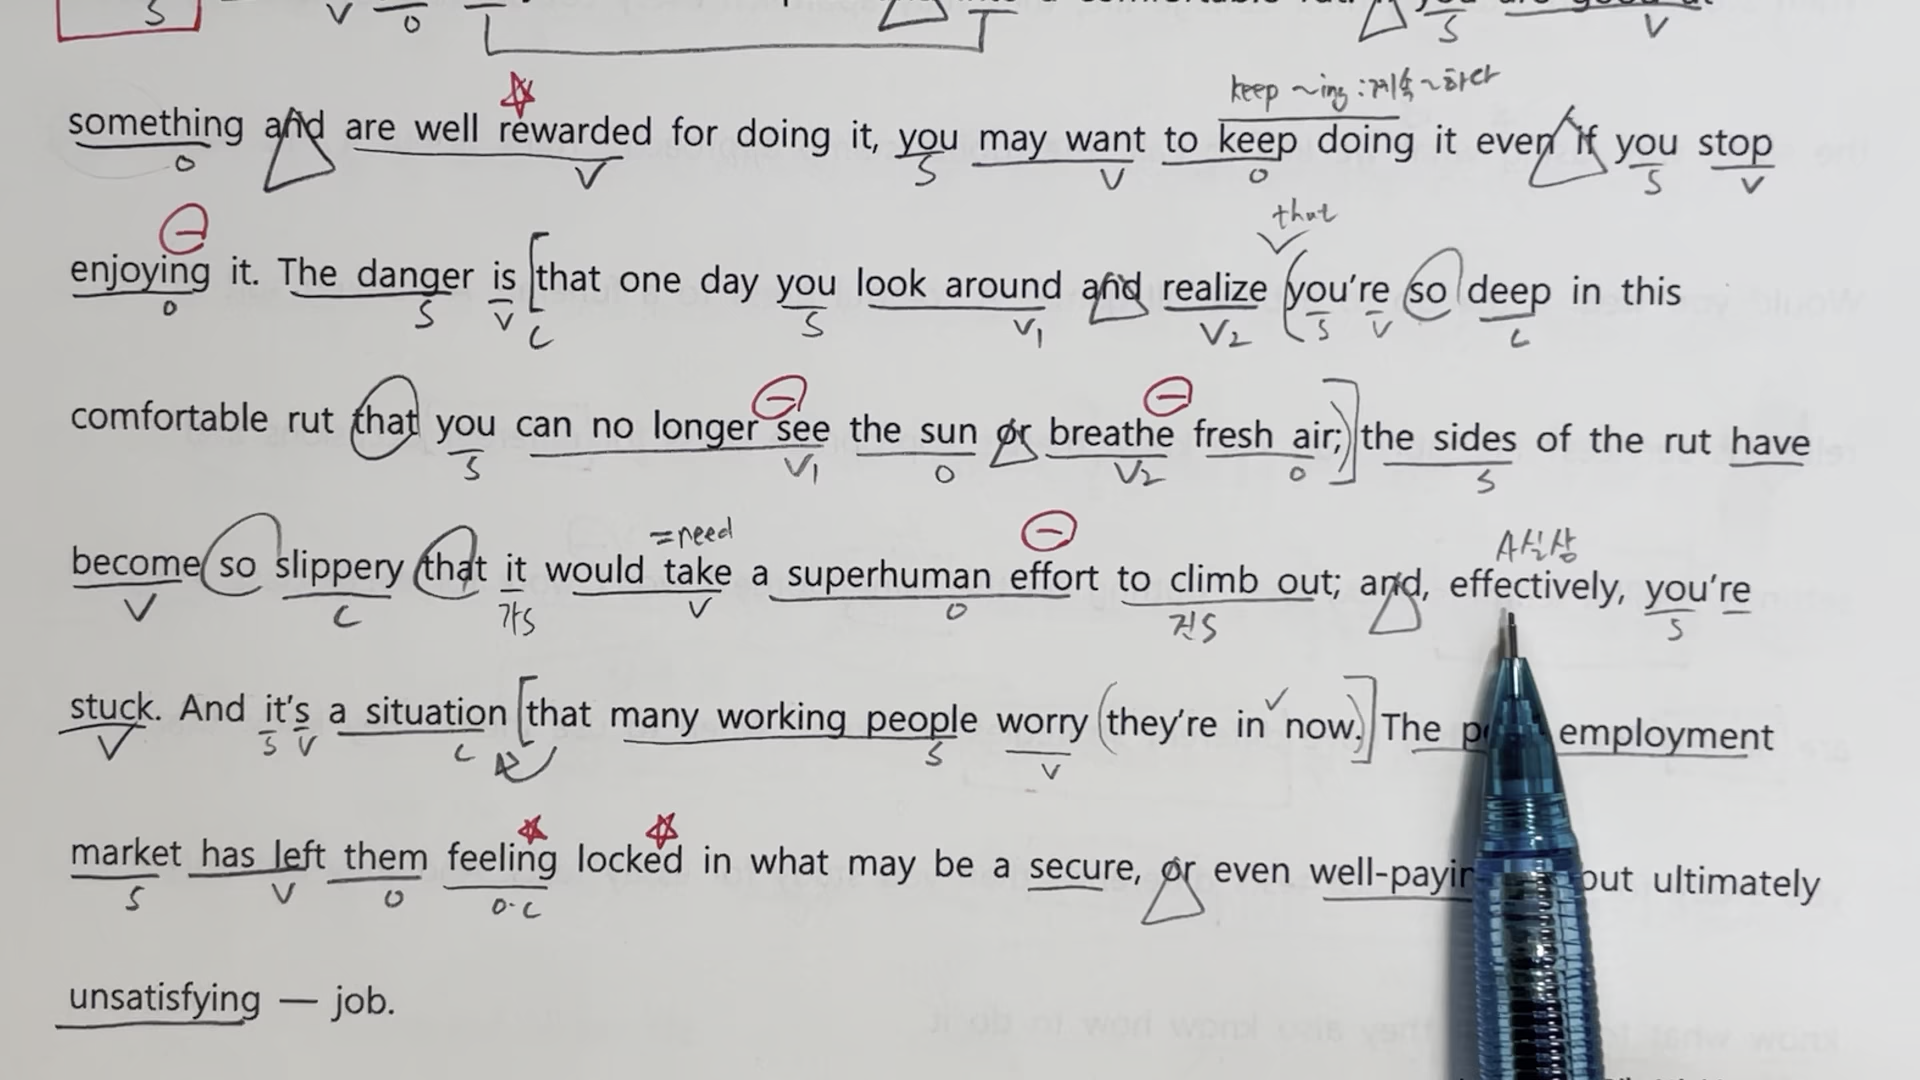 S V O S V
keep ~ing : 계속 ~하다
something and are well rewarded for doing it, you may want to keep doing it even if you stop
O V S V O S V
that
enjoying it. The danger is [that one day you look around and realize (you're so deep in this
O S V C S V1 V2 S V C
comfortable rut that you can no longer see the sun or breathe fresh air;)] the sides of the rut have
S V1 O V2 O S
=need 사실상
become so slippery that it would take a superhuman effort to climb out; and, effectively, you're
V C 가S V O 진S S
stuck. And it's a situation [that many working people worry (they're in now.)] The employment
V S V C S V
market has left them feeling locked in what may be a secure, or even but ultimately
S V O O·C
unsatisfying — job.